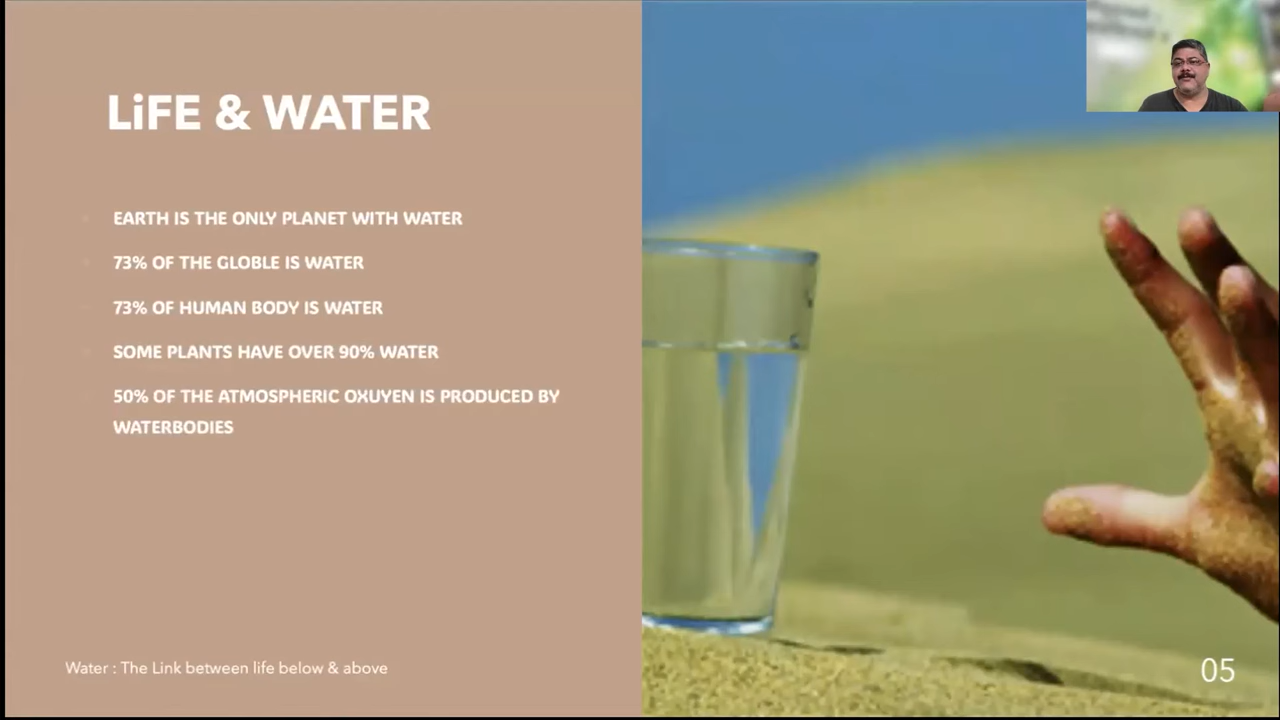 LiFE & WATER
EARTH IS THE ONLY PLANET WITH WATER
73% OF THE GLOBLE IS WATER
73% OF HUMAN BODY IS WATER
SOME PLANTS HAVE OVER 90% WATER
50% OF THE ATMOSPHERIC OXUYEN IS PRODUCED BY
WATERBODIES
Water : The Link between life below & above
05